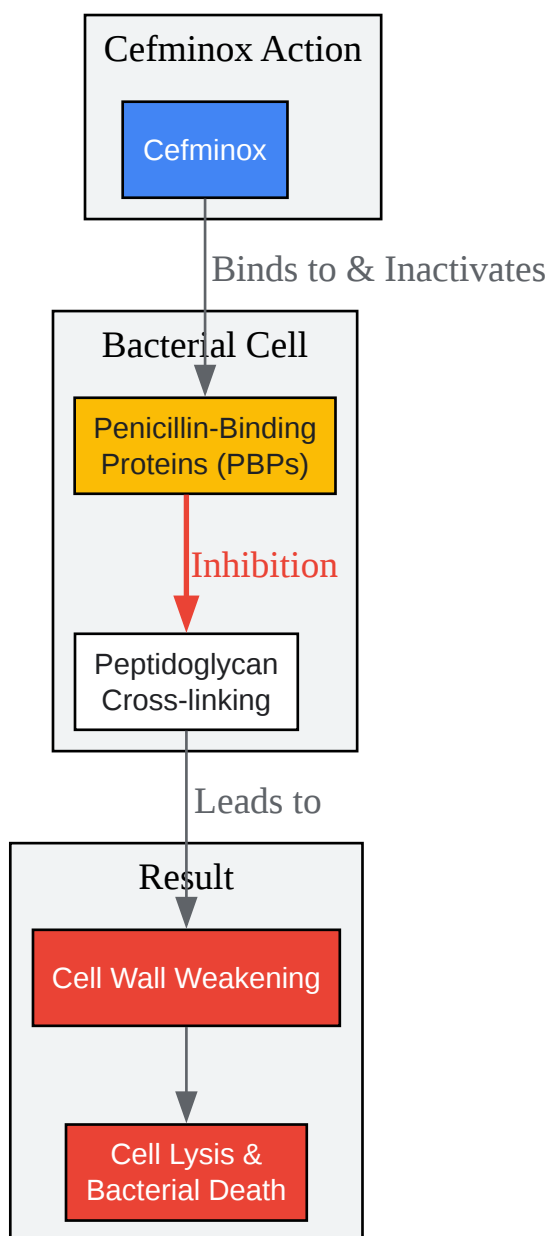 Cefminox Action
Cefminox
Binds to & Inactivates
Bacterial Cell
Penicillin-Binding
Proteins (PBPs)
Inhibition
Peptidoglycan
Cross-linking
Leads to
Result
Cell Wall Weakening
Cell Lysis &
Bacterial Death